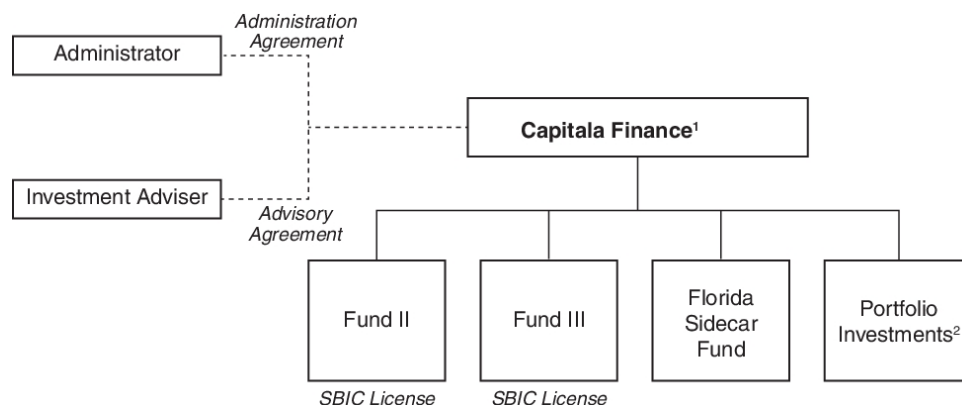 Administration
Agreement
Administrator
Capitala Finance¹
Investment Adviser
Advisory
Agreement
Fund II
Fund III
Florida
Sidecar
Fund
Portfolio
Investments²
SBIC License
SBIC License